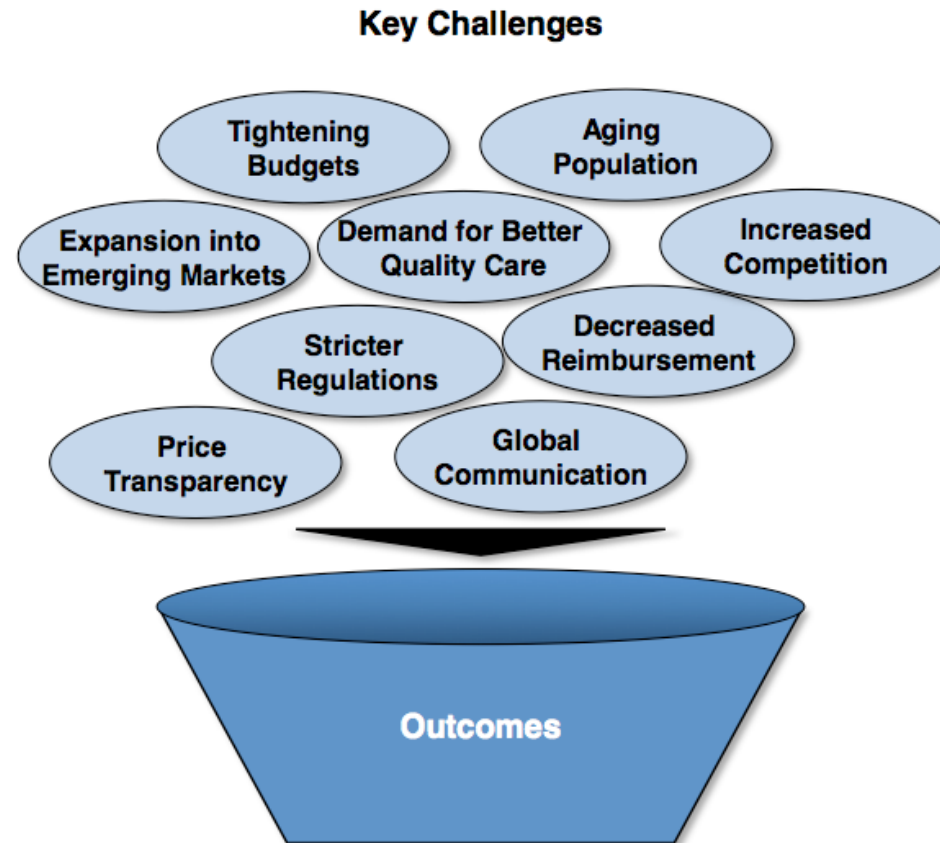 Key Challenges
Tightening
Budgets
Aging
Population
Expansion into
Emerging Markets
Demand for Better
Quality Care
Increased
Competition
Stricter
Regulations
Decreased
Reimbursement
Price
Transparency
Global
Communication
Outcomes